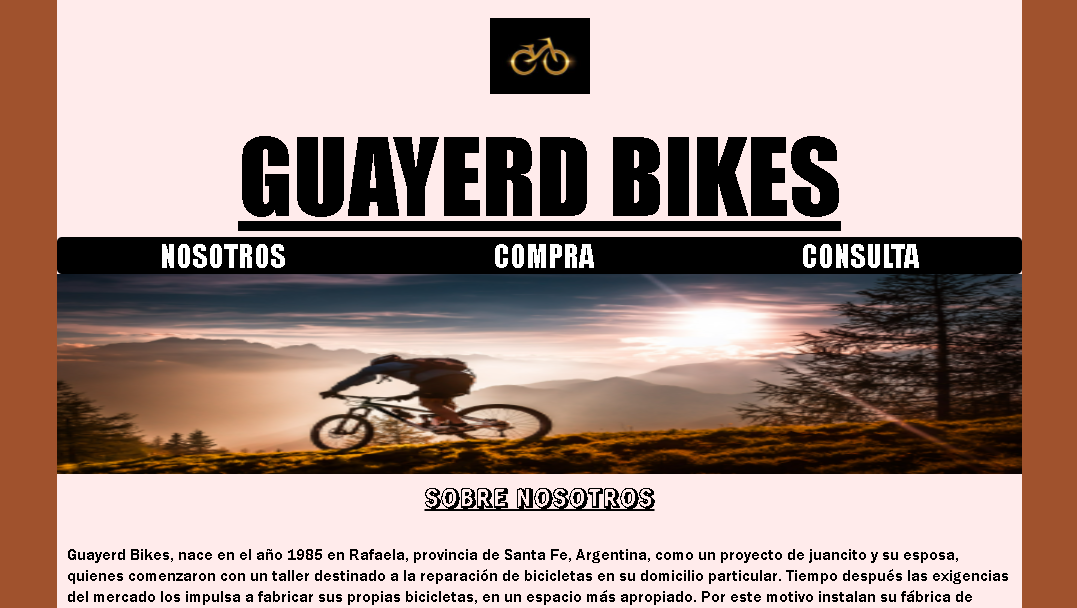 GUAYERD BIKES
NOSOTROS COMPRA CONSULTA
SOBRE NOSOTROS
Guayerd Bikes, nace en el año 1985 en Rafaela, provincia de Santa Fe, Argentina, como un proyecto de juancito y su esposa,
quienes comenzaron con un taller destinado a la reparación de bicicletas en su domicilio particular. Tiempo después las exigencias
del mercado los impulsa a fabricar sus propias bicicletas, en un espacio más apropiado. Por este motivo instalan su fábrica de